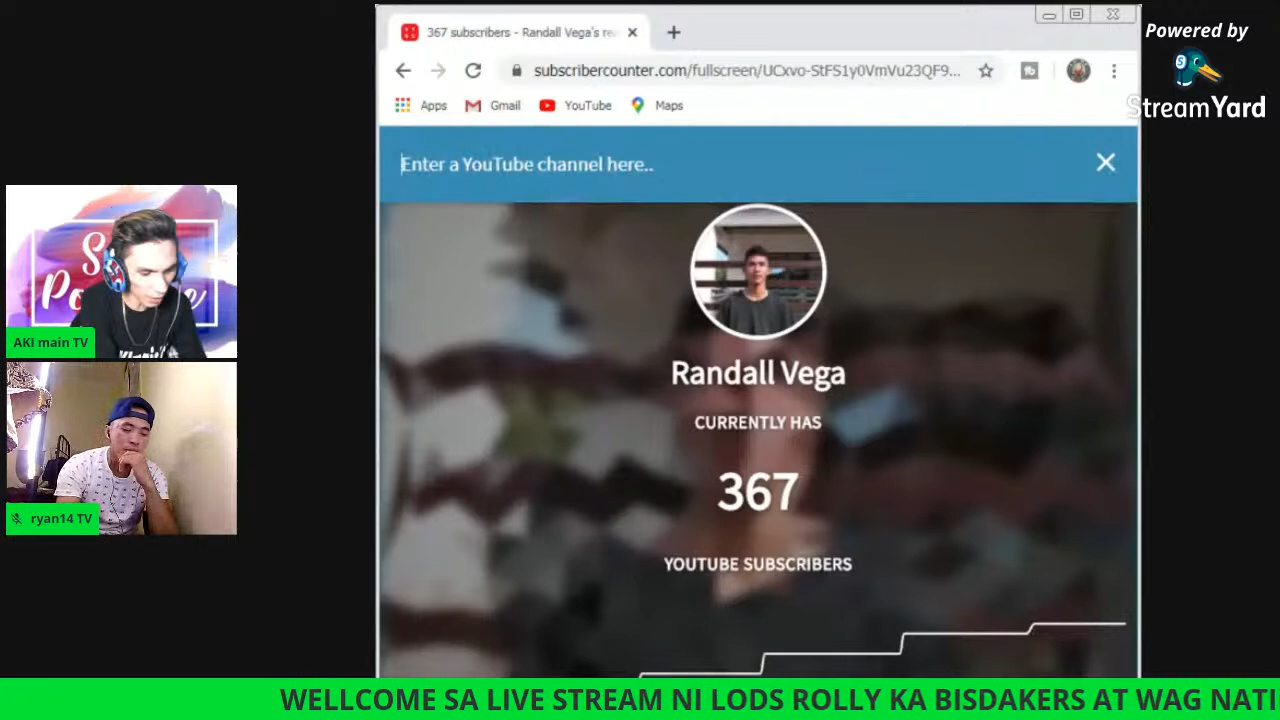 367 subscribers - Randall Vega's re
Powered by
StreamYard
subscribercounter.com/fullscreen/UCxvo-StFS1y0VmVu23QF9...
Apps
Gmail
YouTube
Maps
Enter a YouTube channel here..
AKI main TV
ryan14 TV
Randall Vega
CURRENTLY HAS
367
YOUTUBE SUBSCRIBERS
WELLCOME SA LIVE STREAM NI LODS ROLLY KA BISDAKERS AT WAG NATI